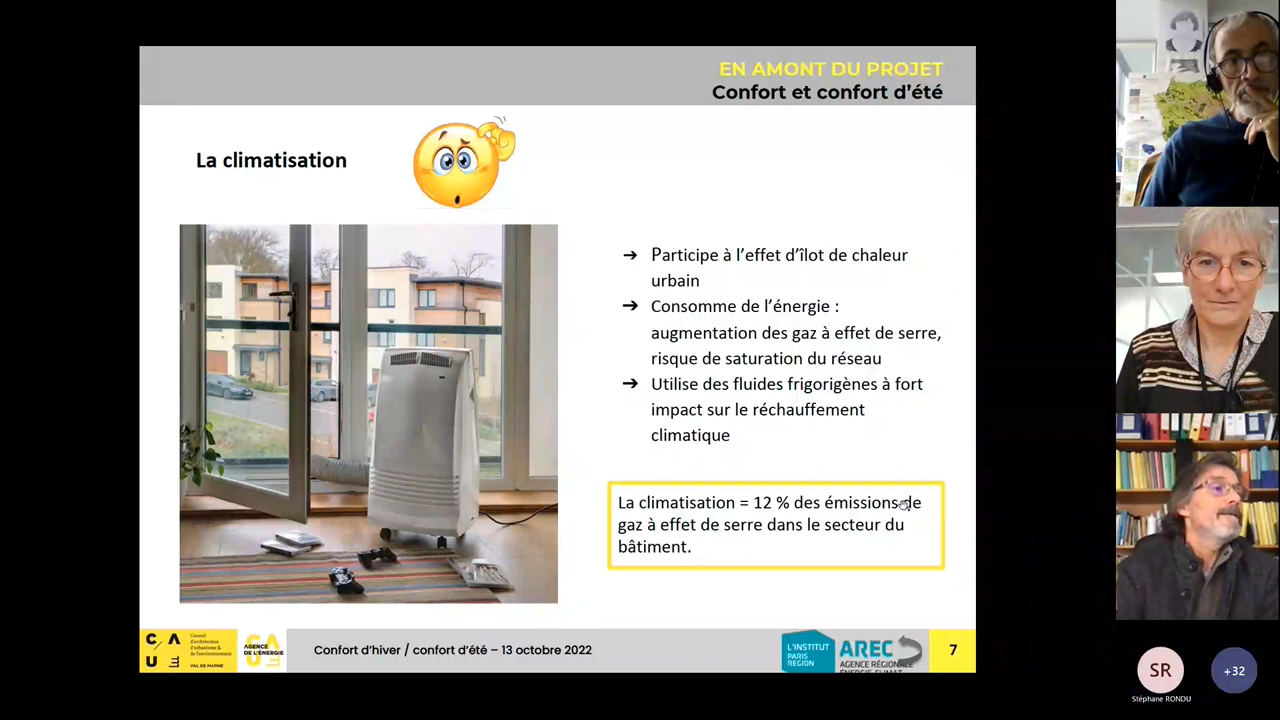 EN AMONT DU PROJET
Confort et confort d'été
La climatisation
➔ Participe à l'effet d'îlot de chaleur
urbain
➔ Consomme de l'énergie :
augmentation des gaz à effet de serre,
risque de saturation du réseau
➔ Utilise des fluides frigorigènes à fort
impact sur le réchauffement
climatique
La climatisation = 12 % des émissions de
gaz à effet de serre dans le secteur du
bâtiment.
C A U E
Conseil
d'architecture
d'urbanisme &
de l'environnement
VAL DE MARNE
AGENCE
DE L'ÉNERGIE
Confort d'hiver / confort d'été – 13 octobre 2022
L'INSTITUT
PARIS
REGION
AREC
AGENCE RÉGIONALE
ÉNERGIE-CLIMAT
7
SR
+32
Stéphane RONDU